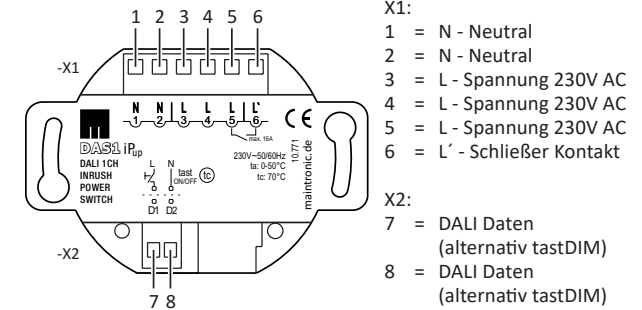 1 2 3 4 5 6
-X1
N N L L L L`
1 2 3 4 5 6
max. 16A
DAS1 iPup
DALI 1CH
INRUSH
POWER
SWITCH
L N
tast
ON/OFF
tc
D1 D2
230V~50/60Hz
ta: 0-50°C
tc: 70°C
CE
10.771
maintronic.de
-X2
7 8
X1:
1 = N - Neutral
2 = N - Neutral
3 = L - Spannung 230V AC
4 = L - Spannung 230V AC
5 = L - Spannung 230V AC
6 = L´ - Schließer Kontakt
X2:
7 = DALI Daten
(alternativ tastDIM)
8 = DALI Daten
(alternativ tastDIM)